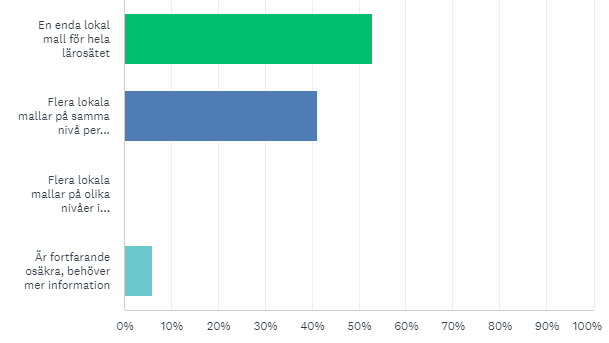 En enda lokal
mall för hela
lärosätet
Flera lokala
mallar på samma
nivå per...
Flera lokala
mallar på olika
nivåer i...
Är fortfarande
osäkra, behöver
mer information
0% 10% 20% 30% 40% 50% 60% 70% 80% 90% 100%